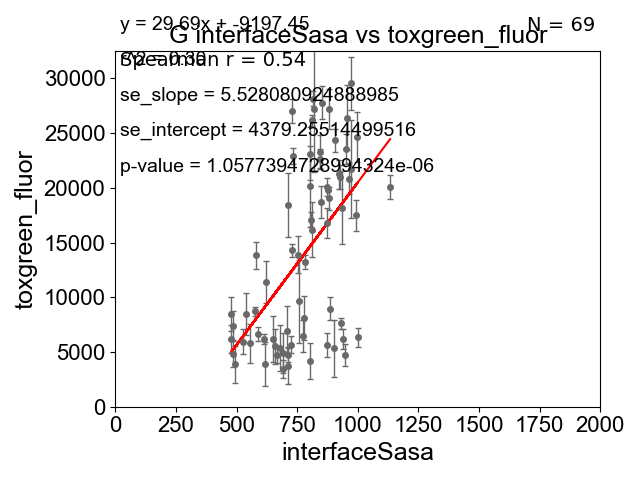 y = 29.69x + -9197.45
N = 69
G interfaceSasa vs toxgreen_fluor
Spearman r = 0.54
se_slope = 5.528080924888985
se_intercept = 4379.25514499516
p-value = 1.0577394728994324e-06
toxgreen_fluor
30000
25000
20000
15000
10000
5000
0
0 250 500 750 1000 1250 1500 1750 2000
interfaceSasa